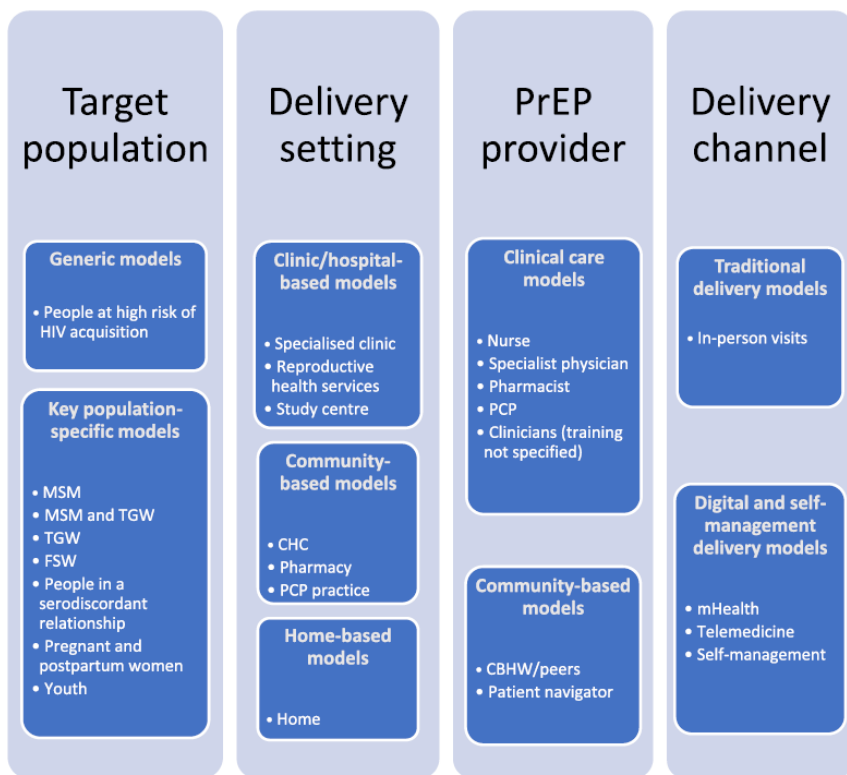 Target
population
Generic models
• People at high risk of
HIV acquisition
Key population-
specific models
• MSM
• MSM and TGW
• TGW
• FSW
• People in a
serodiscordant
relationship
• Pregnant and
postpartum women
• Youth
Delivery
setting
Clinic/hospital-
based models
• Specialised clinic
• Reproductive
health services
• Study centre
Community-
based models
• CHC
• Pharmacy
• PCP practice
Home-based
models
• Home
PrEP
provider
Clinical care
models
• Nurse
• Specialist physician
• Pharmacist
• PCP
• Clinicians (training
not specified)
Community-based
models
• CBHW/peers
• Patient navigator
Delivery
channel
Traditional
delivery models
• In-person visits
Digital and self-
management
delivery models
• mHealth
• Telemedicine
• Self-management